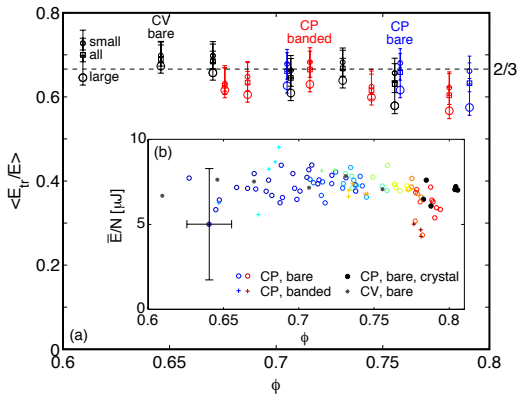 0.8
0.6
0.4
0.2
0
<E_tr/E>
small
all
large
CV
bare
CP
banded
CP
bare
2/3
(b)
10
5
0
E̅/N [µJ]
CP, bare
CP, banded
CP, bare, crystal
CV, bare
0.6 0.65 0.7 0.75 0.8
ϕ
(a)
0.6 0.65 0.7 0.75 0.8
ϕ